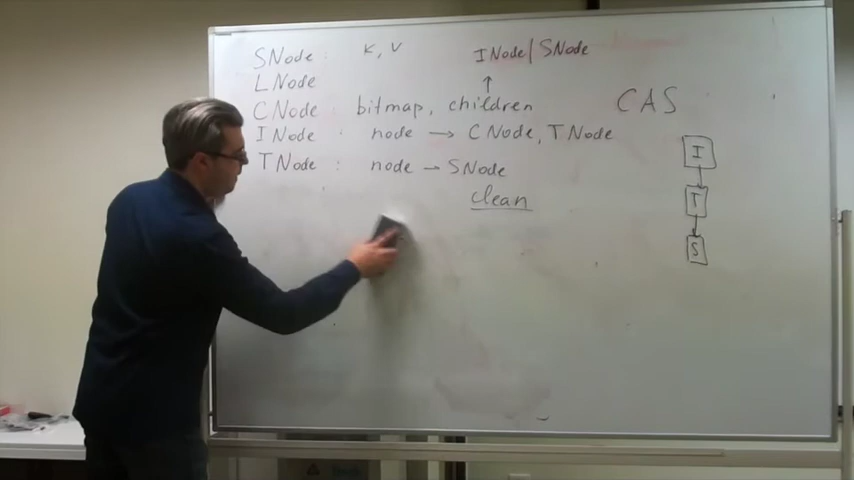 SNode : K, V INode/SNode
LNode ↑
CNode : bitmap, children CAS
INode : node → CNode, TNode
TNode : node → SNode
clean
I
T
S